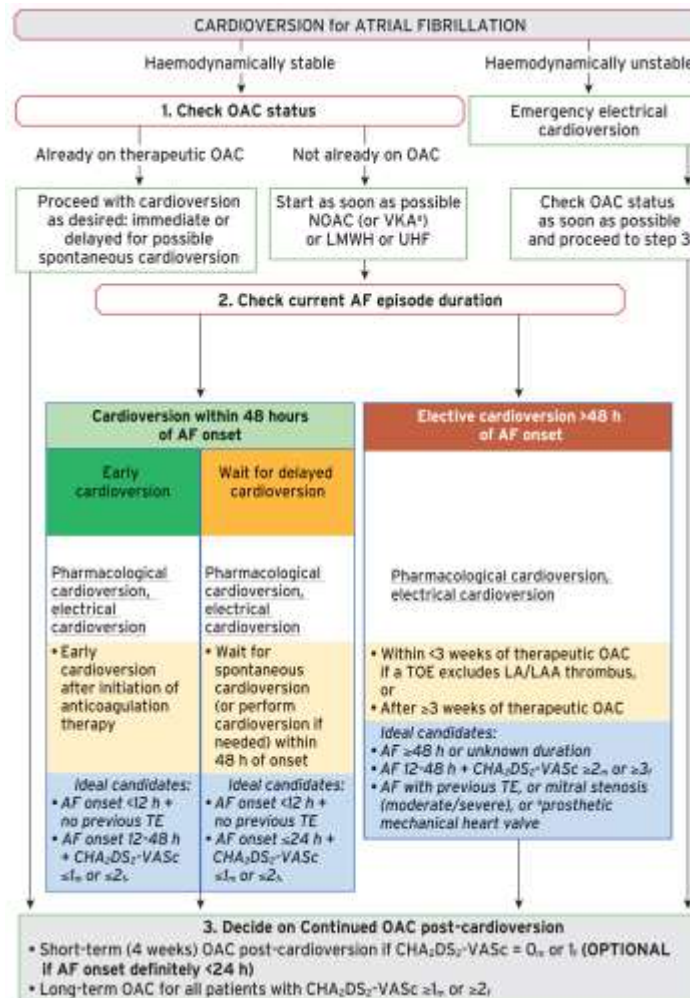 CARDIOVERSION for ATRIAL FIBRILLATION
Haemodynamically stable
Haemodynamically unstable
1. Check OAC status
Emergency electrical
cardioversion
Already on therapeutic OAC
Not already on OAC
Proceed with cardioversion
as desired: immediate or
delayed for possible
spontaneous cardioversion
Start as soon as possible
NOAC (or VKAª)
or LMWH or UHF
Check OAC status
as soon as possible
and proceed to step 3
2. Check current AF episode duration
Cardioversion within 48 hours
of AF onset
Early
cardioversion
Wait for delayed
cardioversion
Pharmacological
cardioversion,
electrical
cardioversion
Pharmacological
cardioversion,
electrical
cardioversion
• Early
cardioversion
after initiation of
anticoagulation
therapy
• Wait for
spontaneous
cardioversion
(or perform
cardioversion if
needed) within
48 h of onset
Ideal candidates:
• AF onset <12 h +
no previous TE
• AF onset 12-48 h
+ CHA₂DS₂-VASc
≤1ₘ or ≤2f
Ideal candidates:
• AF onset <12 h +
no previous TE
• AF onset ≤24 h +
CHA₂DS₂-VASc
≤1ₘ or ≤2f
Elective cardioversion >48 h
of AF onset
Pharmacological cardioversion,
electrical cardioversion
• Within <3 weeks of therapeutic OAC
if a TOE excludes LA/LAA thrombus,
or
• After ≥3 weeks of therapeutic OAC
Ideal candidates:
• AF ≥48 h or unknown duration
• AF 12-48 h + CHA₂DS₂-VASc ≥2ₘ or ≥3f
• AF with previous TE, or mitral stenosis
(moderate/severe), or ªprosthetic
mechanical heart valve
3. Decide on Continued OAC post-cardioversion
• Short-term (4 weeks) OAC post-cardioversion if CHA₂DS₂-VASc = 0ₘ or 1f (OPTIONAL
if AF onset definitely <24 h)
• Long-term OAC for all patients with CHA₂DS₂-VASc ≥1ₘ or ≥2f